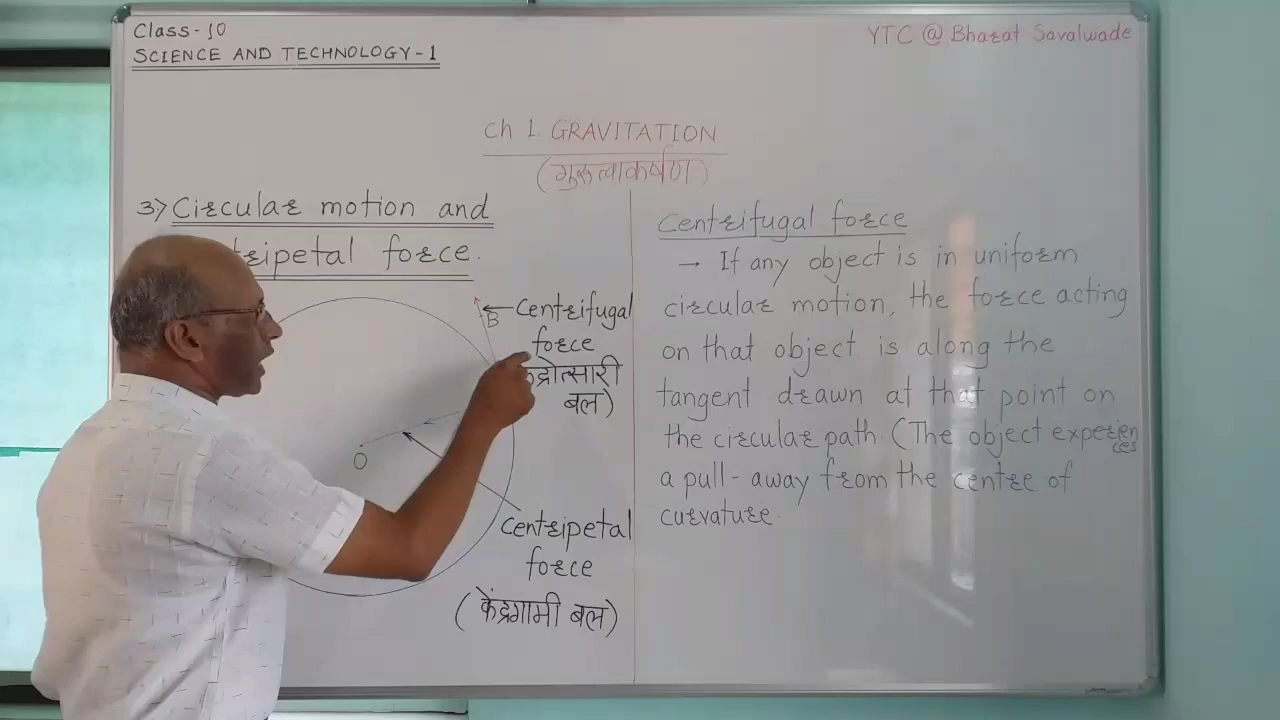 Class-10
SCIENCE AND TECHNOLOGY-1
YTC @ Bharat Savalwade
Ch 1. GRAVITATION
(गुरुत्वाकर्षण)
3) Circular motion and
tripetal force.
Centrifugal
force
केंद्रोत्सारी
बल)
B
O
Centripetal
force
(केंद्रगामी बल)
Centrifugal force
→ If any object is in uniform
circular motion, the force acting
on that object is along the
tangent drawn at that point on
the circular path (The object experiences
a pull-away from the centre of
curvature.